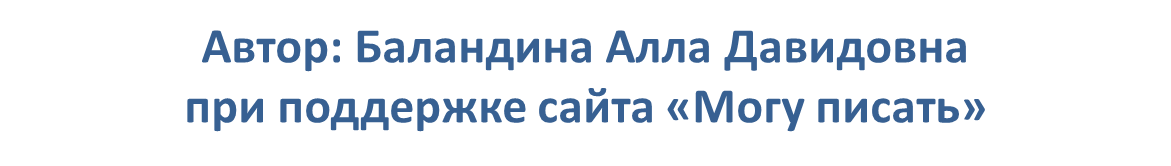 Автор: Баландина Алла Давидовна
при поддержке сайта «Могу писать»